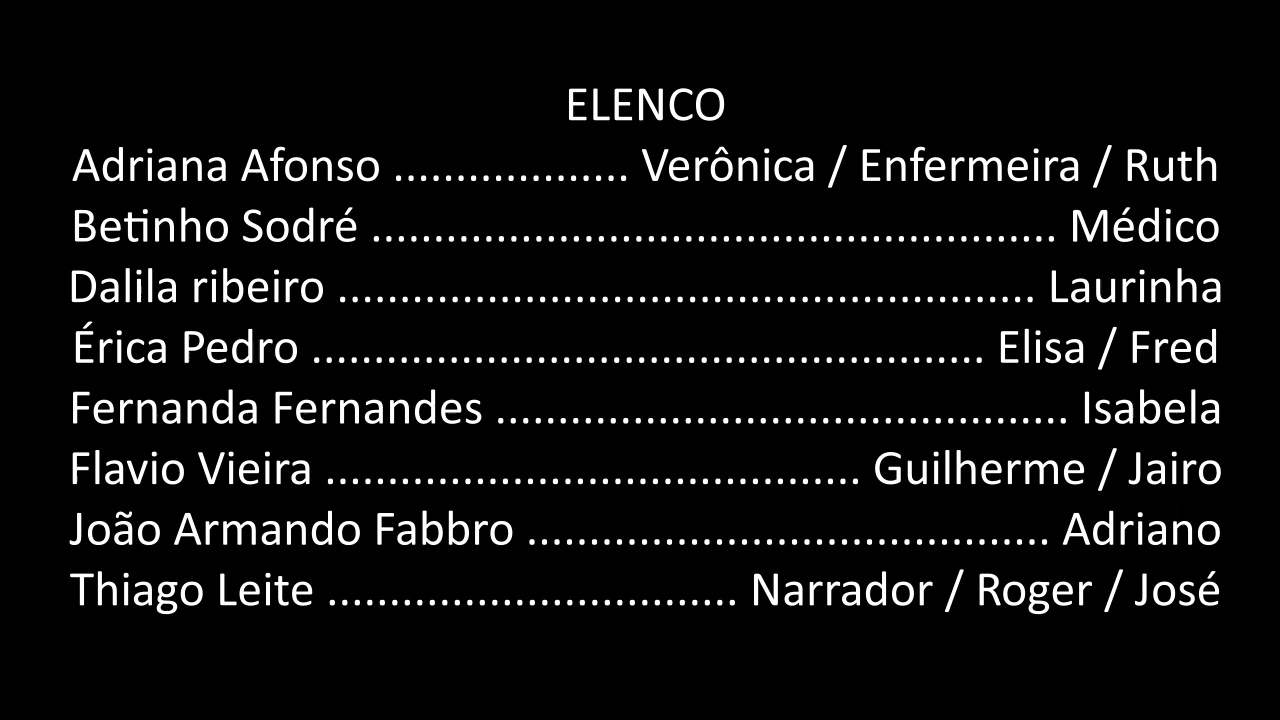 ELENCO
Adriana Afonso ................... Verônica / Enfermeira / Ruth
Betinho Sodré ....................................................... Médico
Dalila ribeiro ........................................................ Laurinha
Érica Pedro ...................................................... Elisa / Fred
Fernanda Fernandes .............................................. Isabela
Flavio Vieira ........................................... Guilherme / Jairo
João Armando Fabbro .......................................... Adriano
Thiago Leite ................................. Narrador / Roger / José